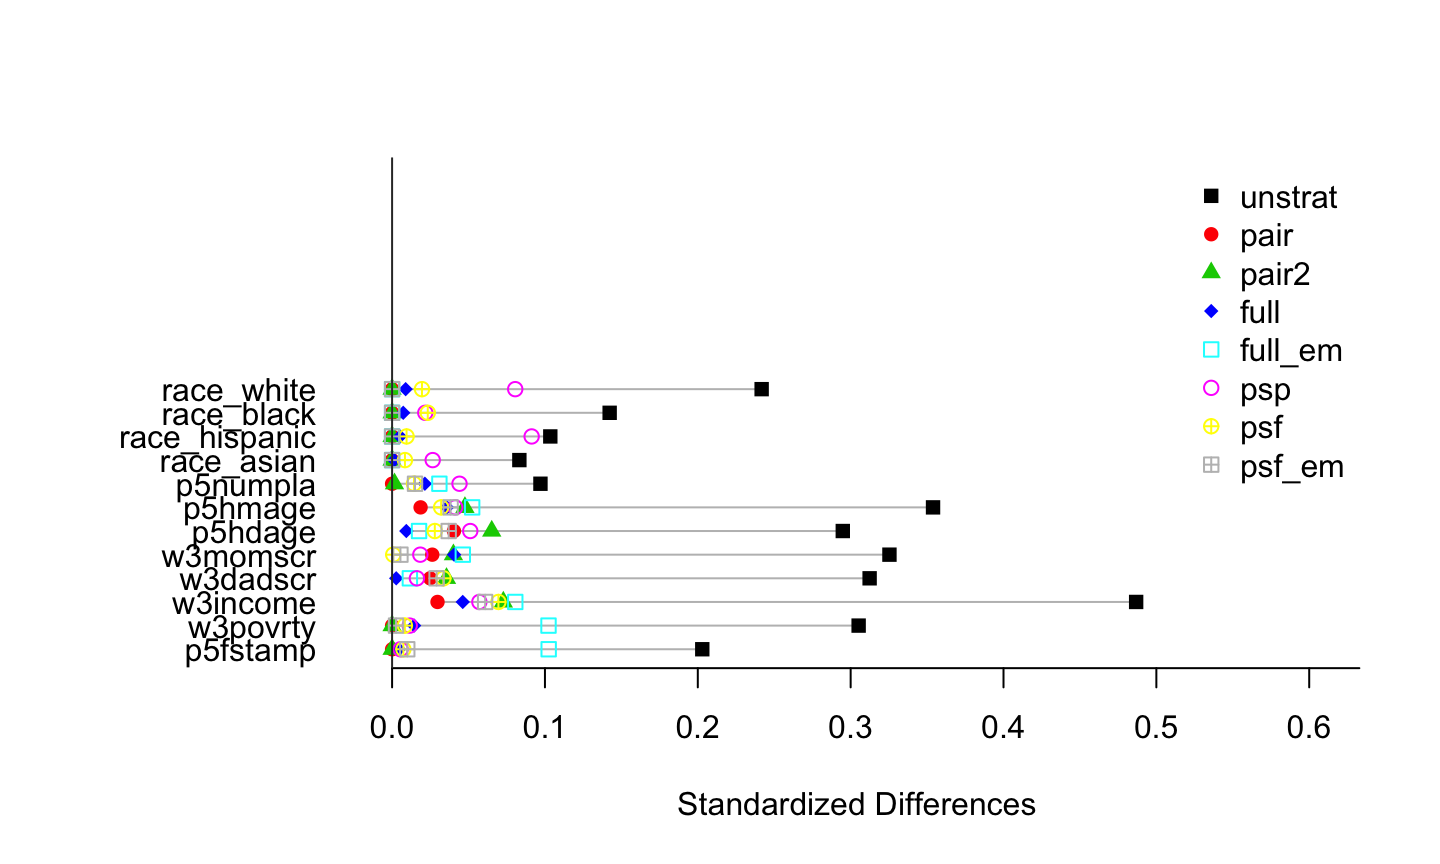 unstrat
pair
pair2
full
full_em
psp
psf
psf_em
race_white
race_black
race_hispanic
race_asian
p5numpla
p5hmage
p5hdage
w3momscr
w3dadscr
w3income
w3povrty
p5fstamp
0.0 0.1 0.2 0.3 0.4 0.5 0.6
Standardized Differences